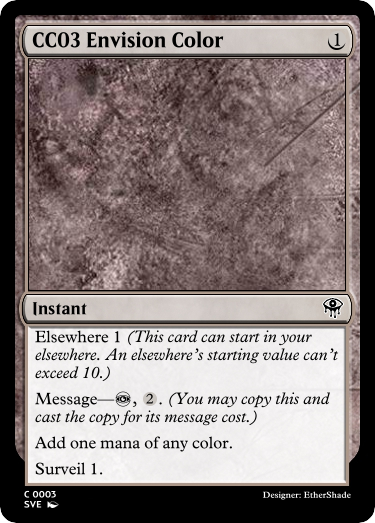 CC03 Envision Color 1
Instant
Elsewhere 1 (This card can start in your
elsewhere. An elsewhere's starting value can't
exceed 10.)
Message—, 2. (You may copy this and
cast the copy for its message cost.)
Add one mana of any color.
Surveil 1.
C 0003
SVE
Designer: EtherShade